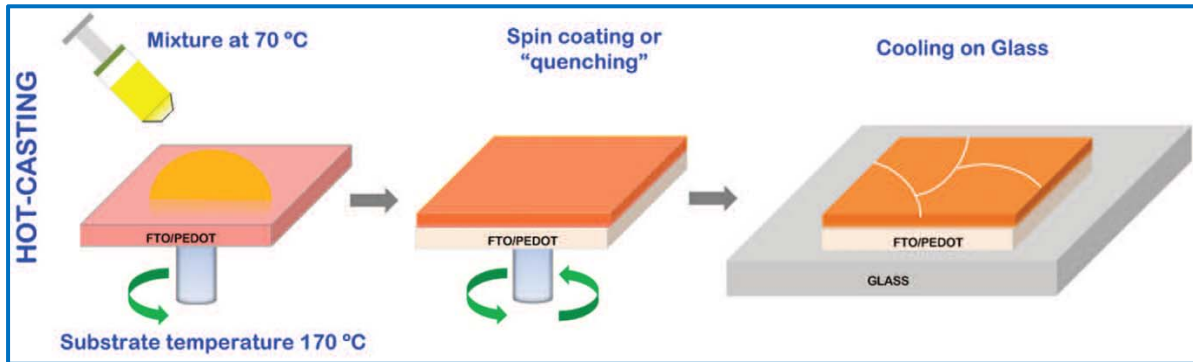 HOT-CASTING
Mixture at 70 ºC
Spin coating or
“quenching”
Cooling on Glass
FTO/PEDOT
FTO/PEDOT
FTO/PEDOT
GLASS
Substrate temperature 170 ºC